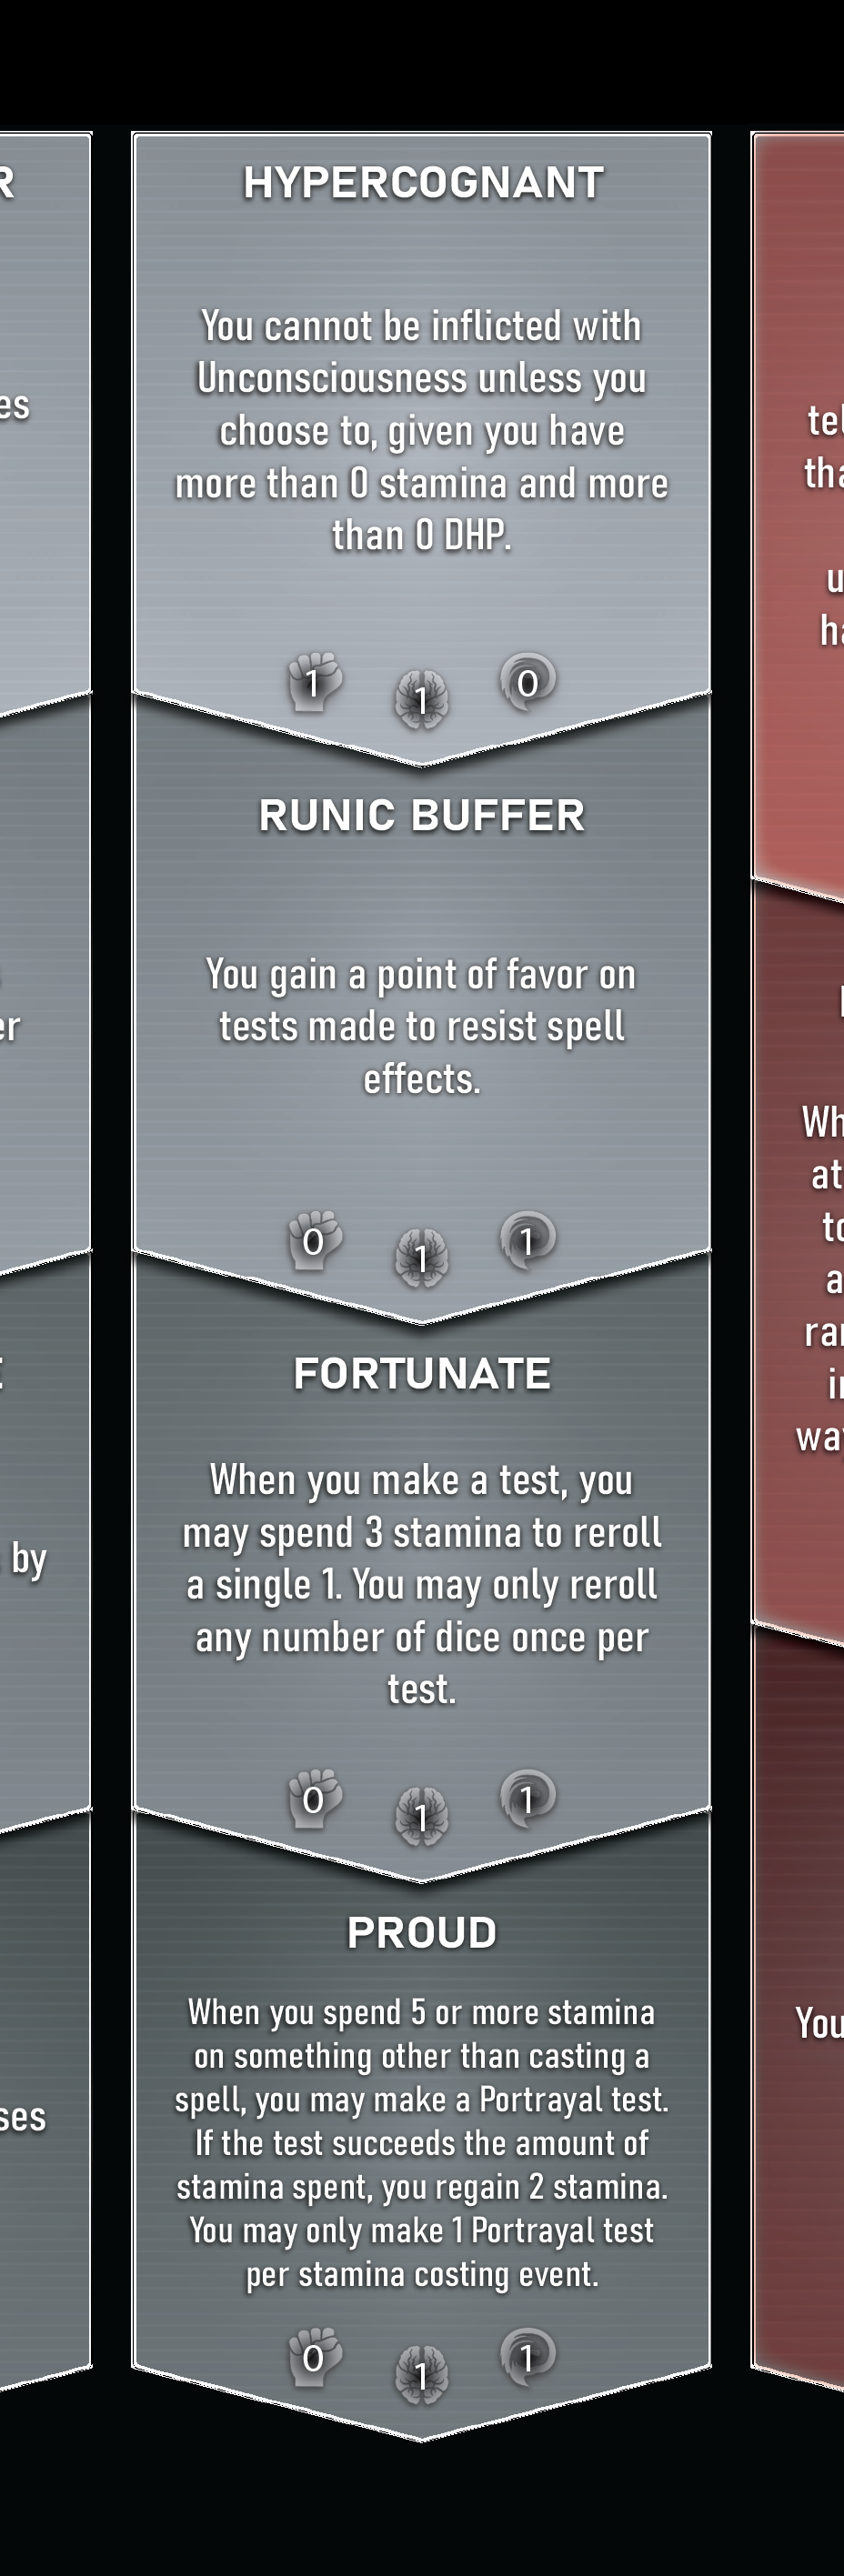 HYPERCOGNANT
You cannot be inflicted with
Unconsciousness unless you
choose to, given you have
more than 0 stamina and more
than 0 DHP.
1 1 0
RUNIC BUFFER
You gain a point of favor on
tests made to resist spell
effects.
0 1 1
FORTUNATE
When you make a test, you
may spend 3 stamina to reroll
a single 1. You may only reroll
any number of dice once per
test.
0 1 1
PROUD
When you spend 5 or more stamina
on something other than casting a
spell, you may make a Portrayal test.
If the test succeeds the amount of
stamina spent, you regain 2 stamina.
You may only make 1 Portrayal test
per stamina costing event.
0 1 1
by
You